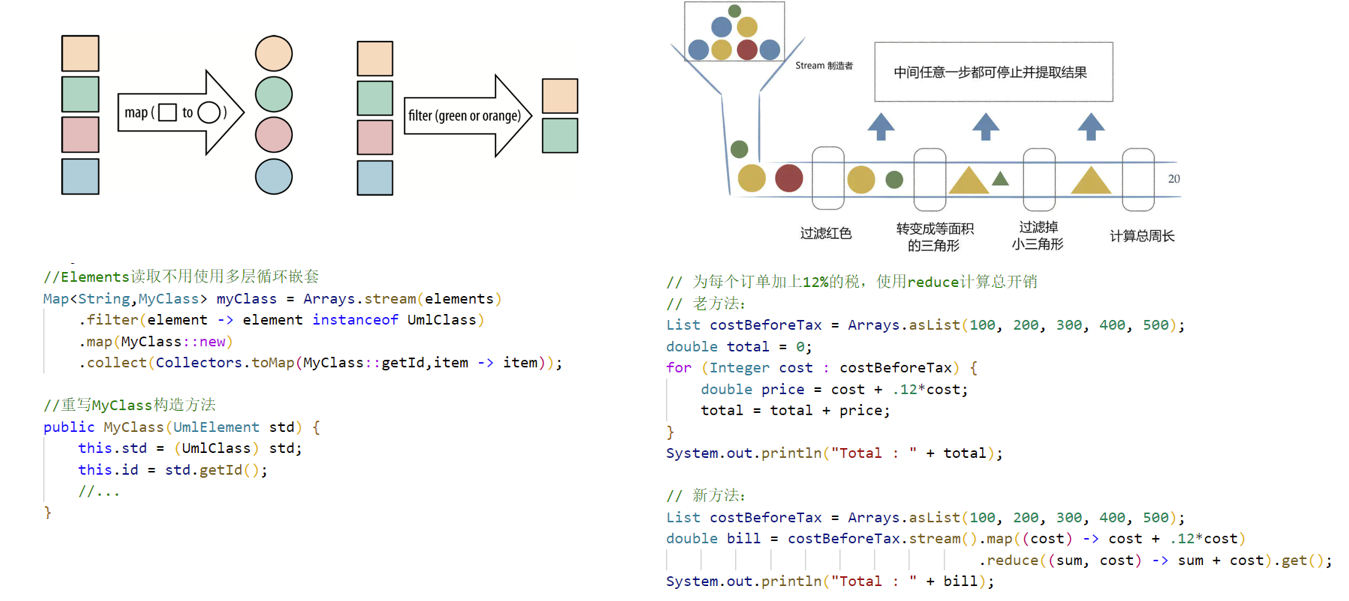 map ( to )
filter (green or orange)
//Elements读取不用使用多层循环嵌套
Map<String,MyClass> myClass = Arrays.stream(elements)
    .filter(element -> element instanceof UmlClass)
    .map(MyClass::new)
    .collect(Collectors.toMap(MyClass::getId,item -> item));
//重写MyClass构造方法
public MyClass(UmlElement std) {
    this.std = (UmlClass) std;
    this.id = std.getId();
    //...
}
Stream 制造者
中间任意一步都可停止并提取结果
20
过滤红色
转变成等面积
的三角形
过滤掉
小三角形
计算总周长
// 为每个订单加上12%的税，使用reduce计算总开销
// 老方法：
List costBeforeTax = Arrays.asList(100, 200, 300, 400, 500);
double total = 0;
for (Integer cost : costBeforeTax) {
    double price = cost + .12*cost;
    total = total + price;
}
System.out.println("Total : " + total);
// 新方法：
List costBeforeTax = Arrays.asList(100, 200, 300, 400, 500);
double bill = costBeforeTax.stream().map((cost) -> cost + .12*cost)
                                    .reduce((sum, cost) -> sum + cost).get();
System.out.println("Total : " + bill);